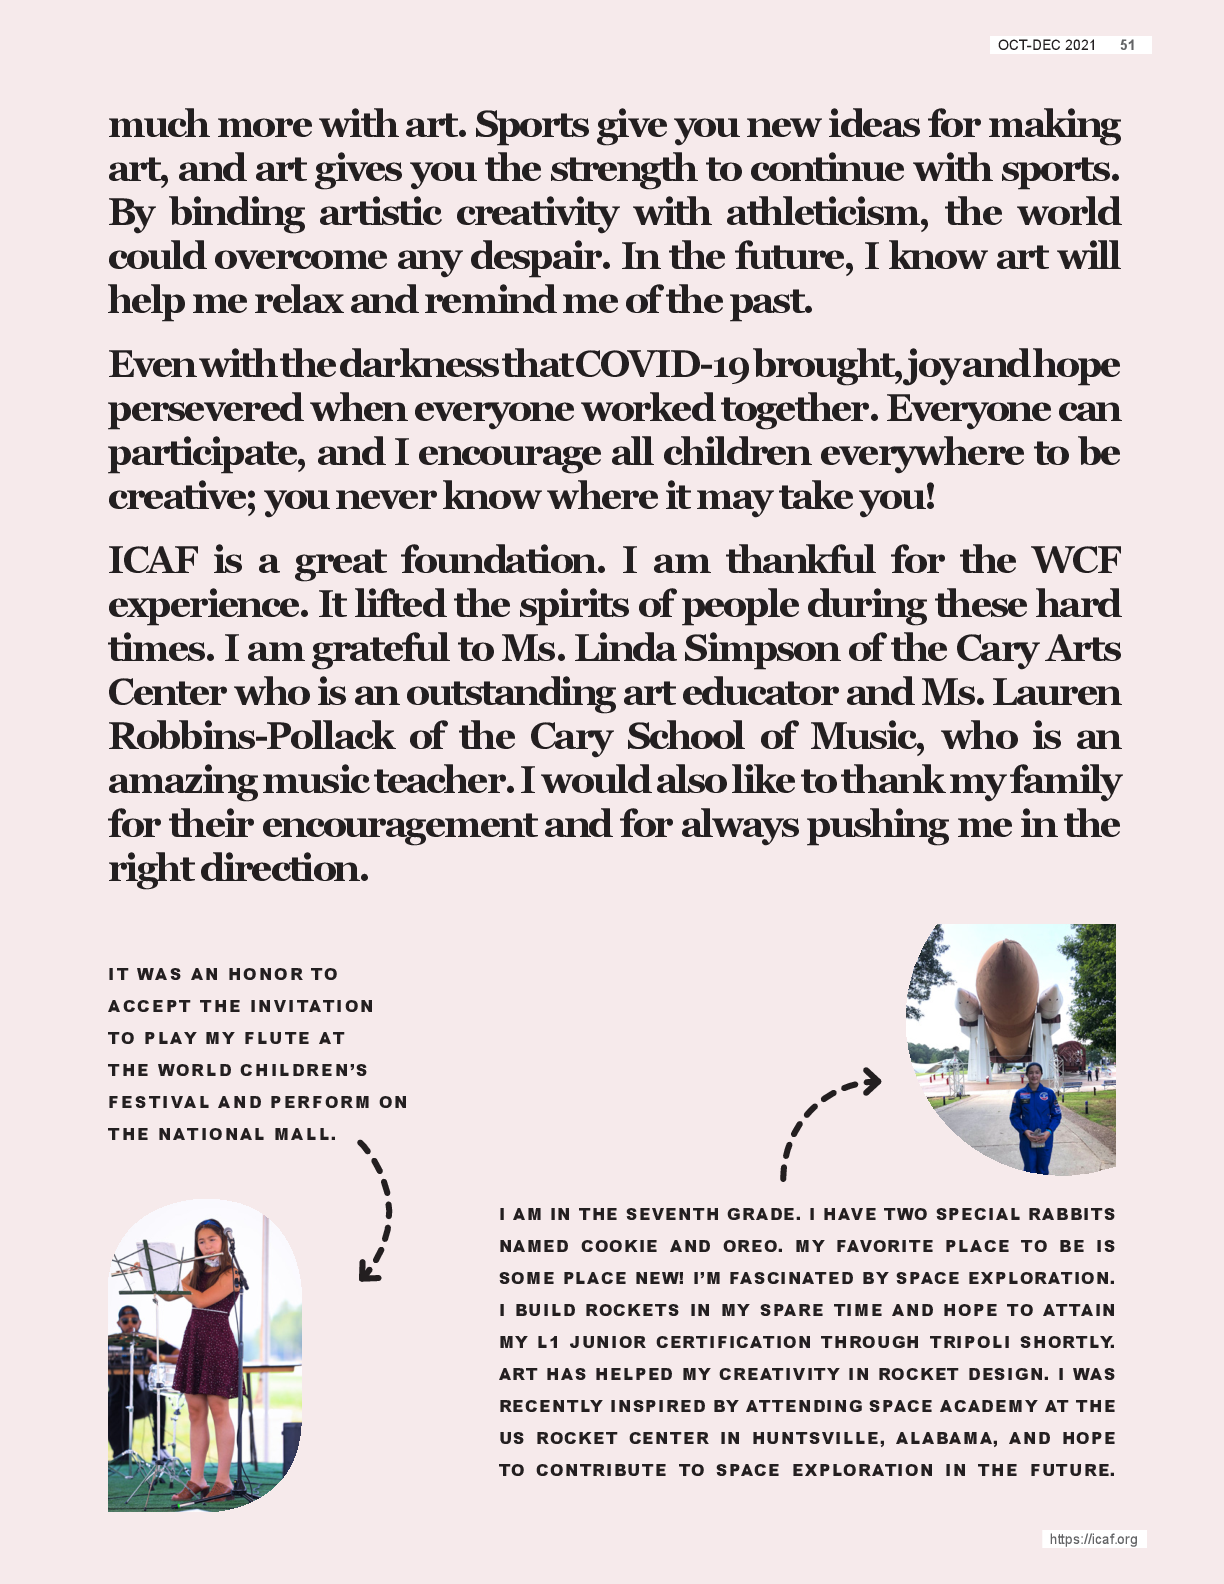 OCT-DEC 2021 51
much more with art. Sports give you new ideas for making
art, and art gives you the strength to continue with sports.
By binding artistic creativity with athleticism, the world
could overcome any despair. In the future, I know art will
help me relax and remind me of the past.
Even with the darkness that COVID-19 brought, joy and hope
persevered when everyone worked together. Everyone can
participate, and I encourage all children everywhere to be
creative; you never know where it may take you!
ICAF is a great foundation. I am thankful for the WCF
experience. It lifted the spirits of people during these hard
times. I am grateful to Ms. Linda Simpson of the Cary Arts
Center who is an outstanding art educator and Ms. Lauren
Robbins-Pollack of the Cary School of Music, who is an
amazing music teacher. I would also like to thank my family
for their encouragement and for always pushing me in the
right direction.
IT WAS AN HONOR TO
ACCEPT THE INVITATION
TO PLAY MY FLUTE AT
THE WORLD CHILDREN'S
FESTIVAL AND PERFORM ON
THE NATIONAL MALL.
I AM IN THE SEVENTH GRADE. I HAVE TWO SPECIAL RABBITS
NAMED COOKIE AND OREO. MY FAVORITE PLACE TO BE IS
SOME PLACE NEW! I'M FASCINATED BY SPACE EXPLORATION.
I BUILD ROCKETS IN MY SPARE TIME AND HOPE TO ATTAIN
MY L1 JUNIOR CERTIFICATION THROUGH TRIPOLI SHORTLY.
ART HAS HELPED MY CREATIVITY IN ROCKET DESIGN. I WAS
RECENTLY INSPIRED BY ATTENDING SPACE ACADEMY AT THE
US ROCKET CENTER IN HUNTSVILLE, ALABAMA, AND HOPE
TO CONTRIBUTE TO SPACE EXPLORATION IN THE FUTURE.
https://icaf.org